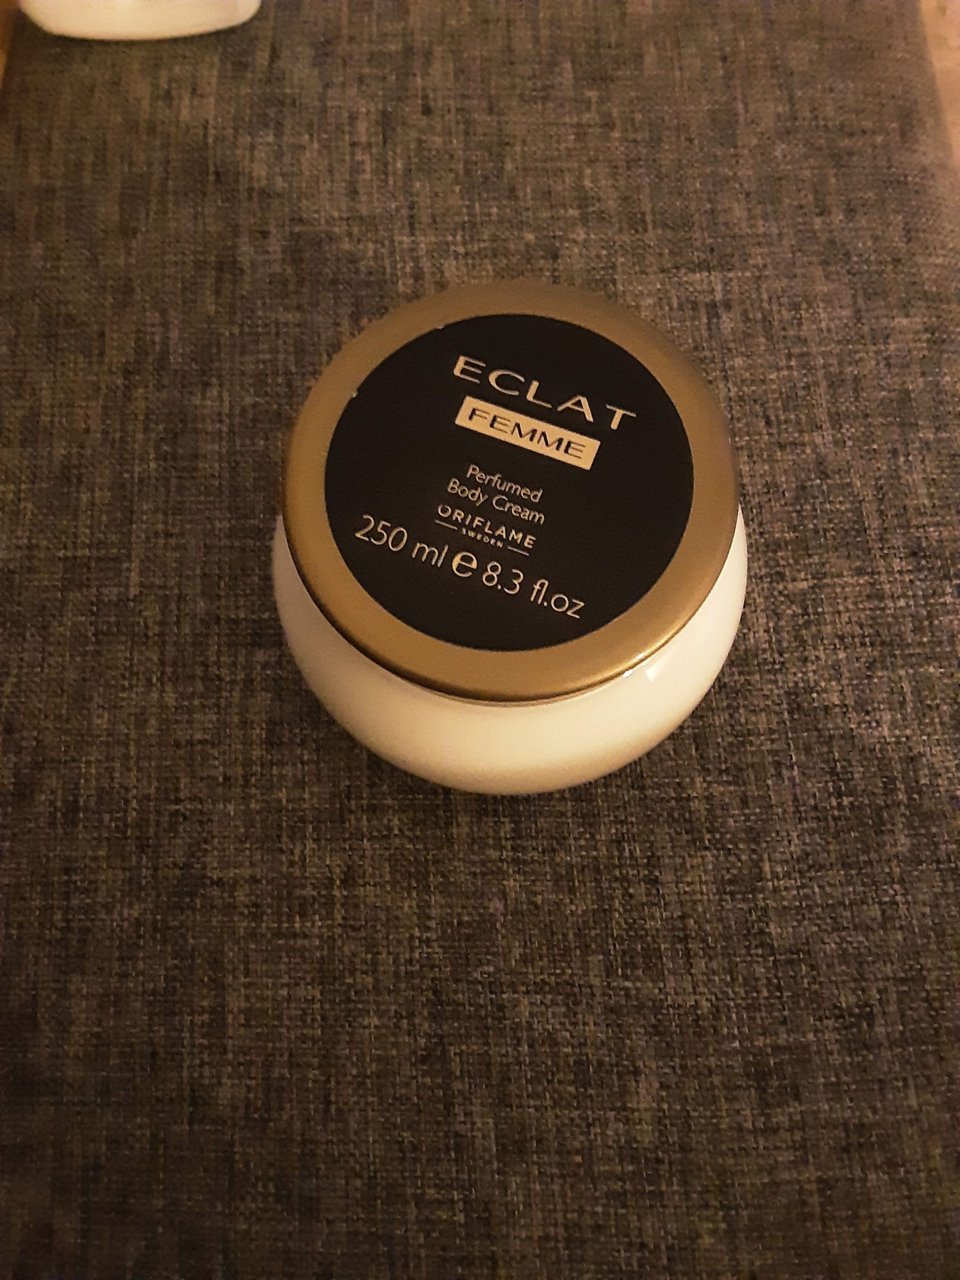 ECLAT
FEMME
Perfumed
Body Cream
ORIFLAME
SWEDEN
250 ml e 8.3 fl.oz